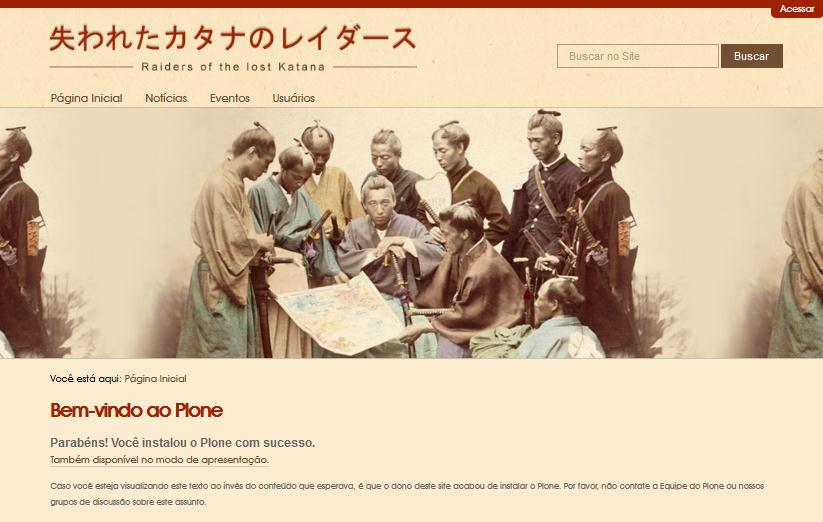 Acessar
失われたカタナのレイダース
Raiders of the lost Katana
Buscar no Site
Buscar
Página Inicial Notícias Eventos Usuários
Você está aqui: Página Inicial
Bem-vindo ao Plone
Parabéns! Você instalou o Plone com sucesso.
Também disponível no modo de apresentação.
Caso você esteja visualizando este texto ao invés do conteúdo que esperava, é que o dono deste site acabou de instalar o Plone. Por favor, não contate a Equipe do Plone ou nossos
grupos de discussão sobre este assunto.